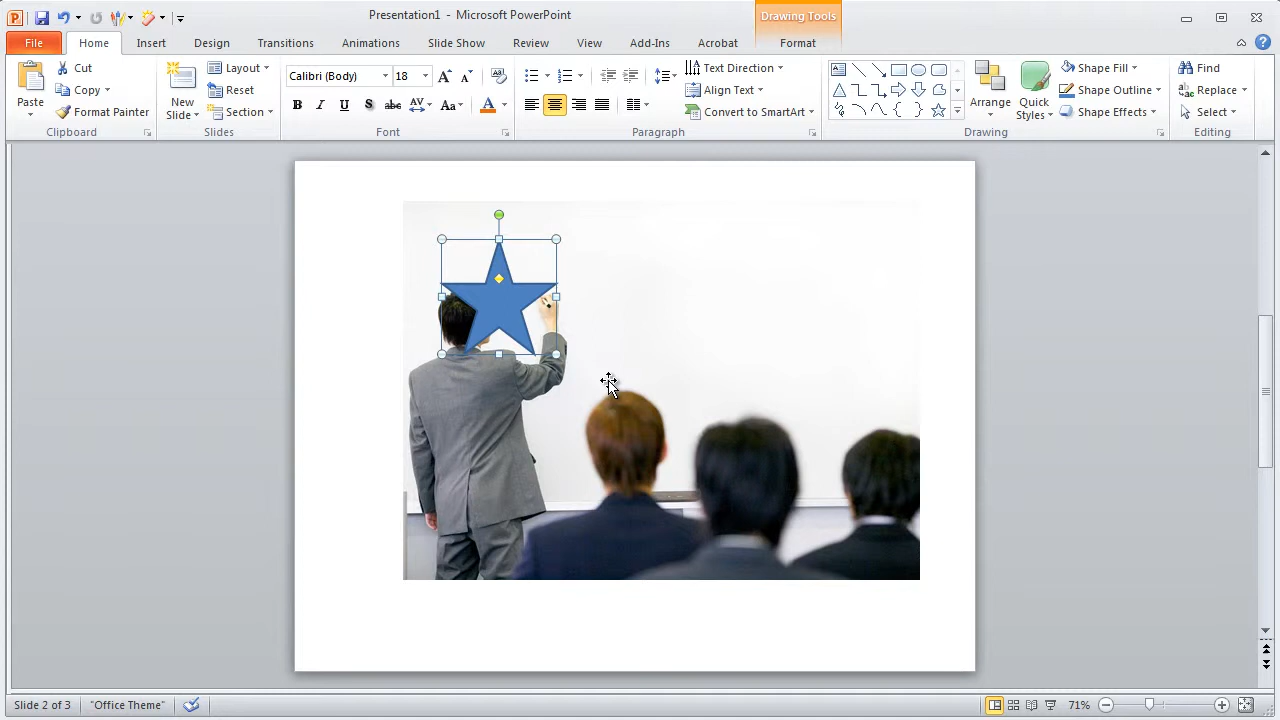 Presentation1 - Microsoft PowerPoint
Drawing Tools
File Home Insert Design Transitions Animations Slide Show Review View Add-Ins Acrobat Format
Paste
Cut
Copy
Format Painter
Clipboard
New Slide
Layout
Reset
Section
Slides
Calibri (Body) 18
B I U S abc AV Aa A
Font
Text Direction
Align Text
Convert to SmartArt
Paragraph
Arrange
Quick Styles
Shape Fill
Shape Outline
Shape Effects
Drawing
Find
Replace
Select
Editing
Slide 2 of 3 "Office Theme" 71%